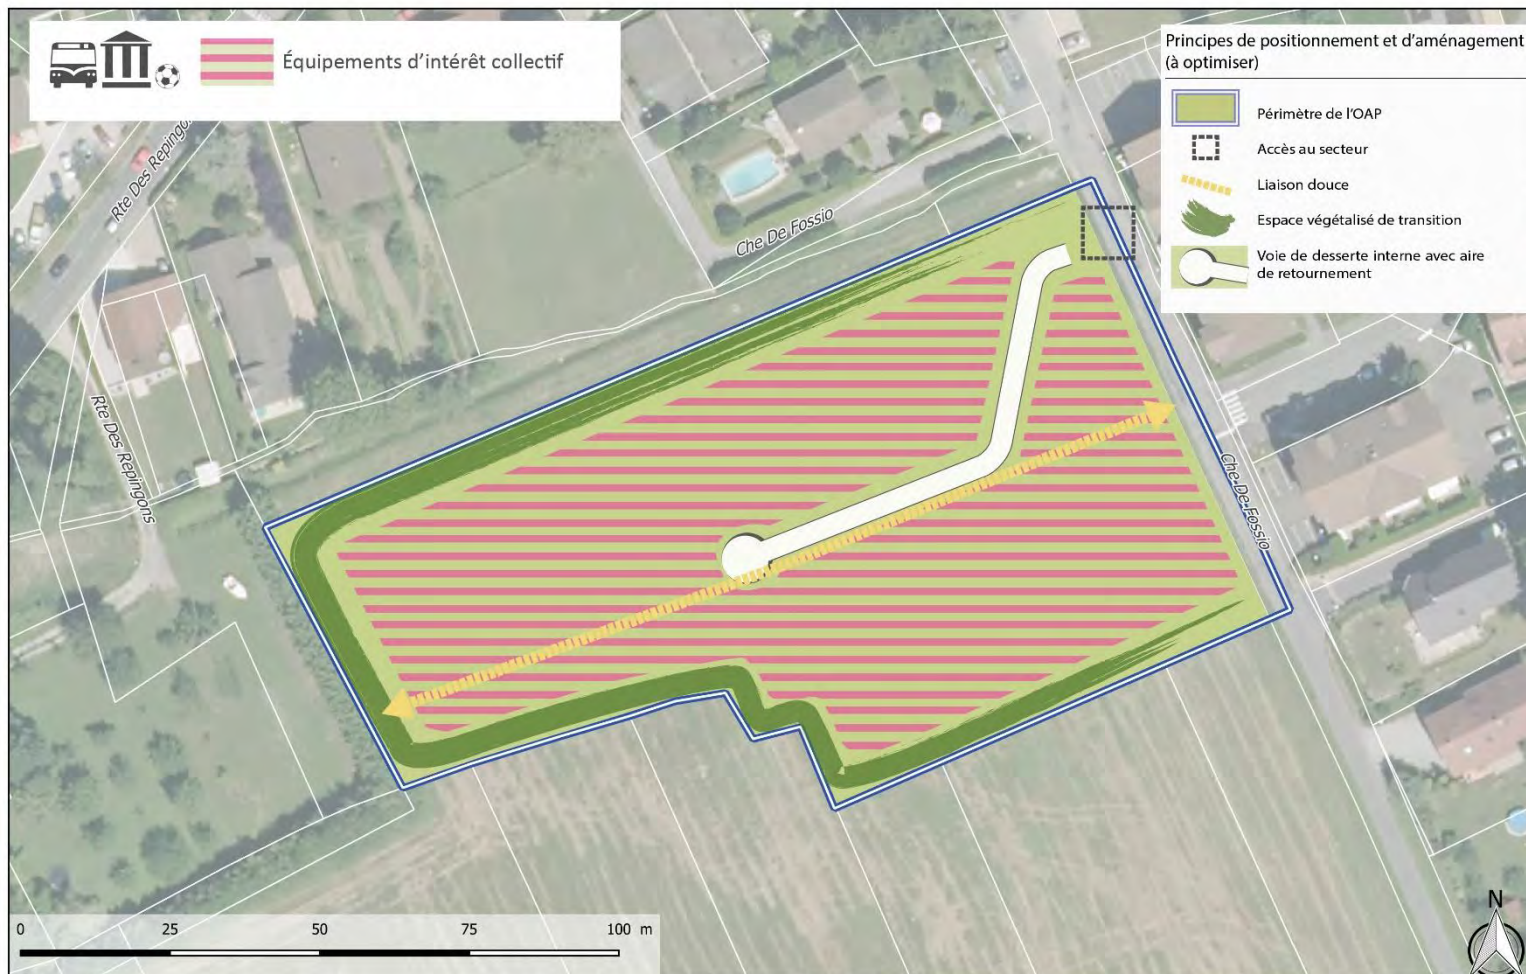 Équipements d'intérêt collectif
Principes de positionnement et d'aménagement
(à optimiser)
Périmètre de l'OAP
Accès au secteur
Liaison douce
Espace végétalisé de transition
Voie de desserte interne avec aire
de retournement
Rte Des Repingons
Che De Fossio
Rte Des Repingons
Che De Fossio
0 25 50 75 100 m
N